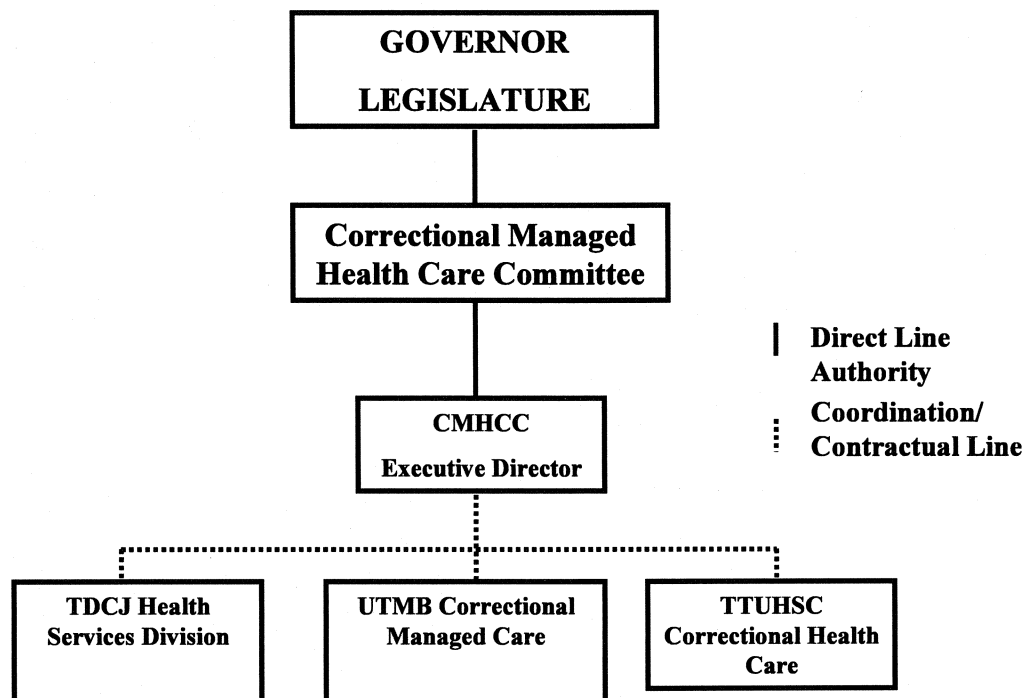 GOVERNOR
LEGISLATURE
Correctional Managed
Health Care Committee
CMHCC
Executive Director
Direct Line
Authority
Coordination/
Contractual Line
TDCJ Health
Services Division
UTMB Correctional
Managed Care
TTUHSC
Correctional Health
Care